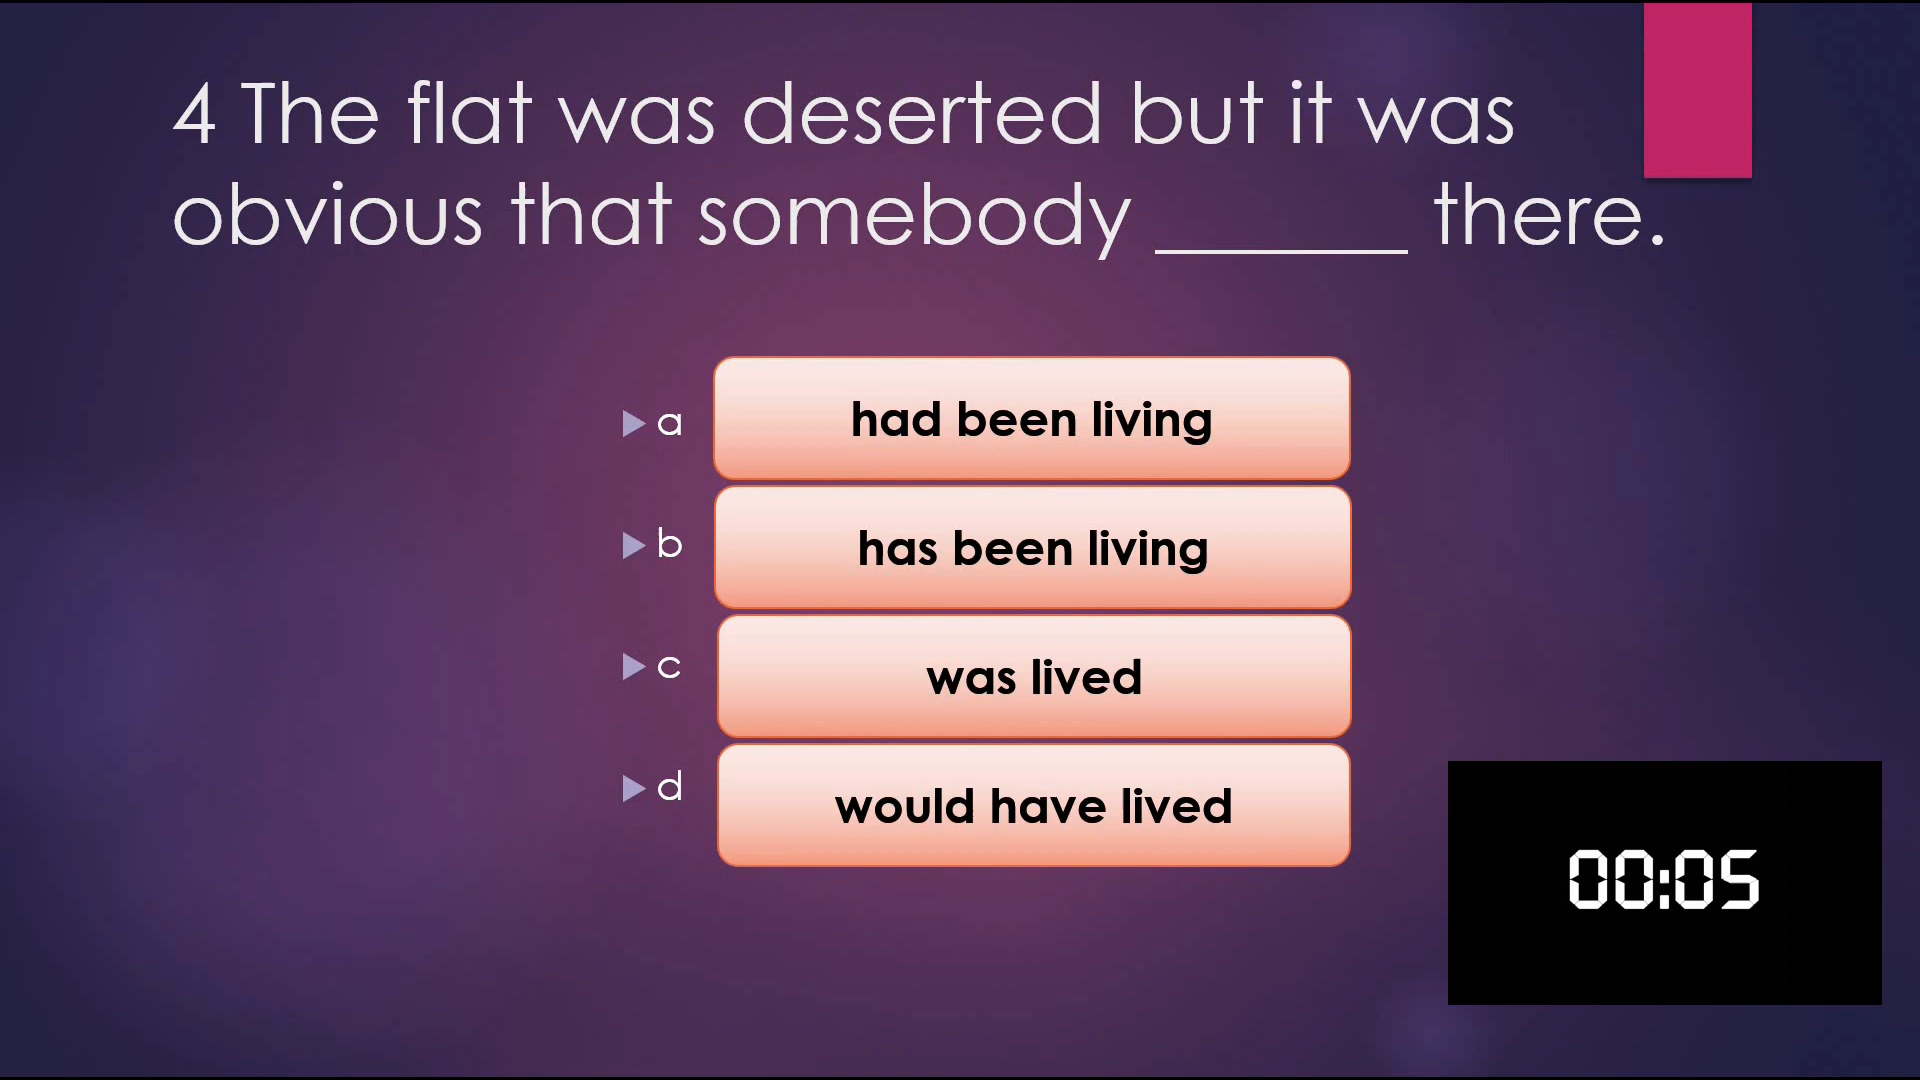 4 The flat was deserted but it was
obvious that somebody ______ there.
a had been living
b has been living
c was lived
d would have lived
00:05